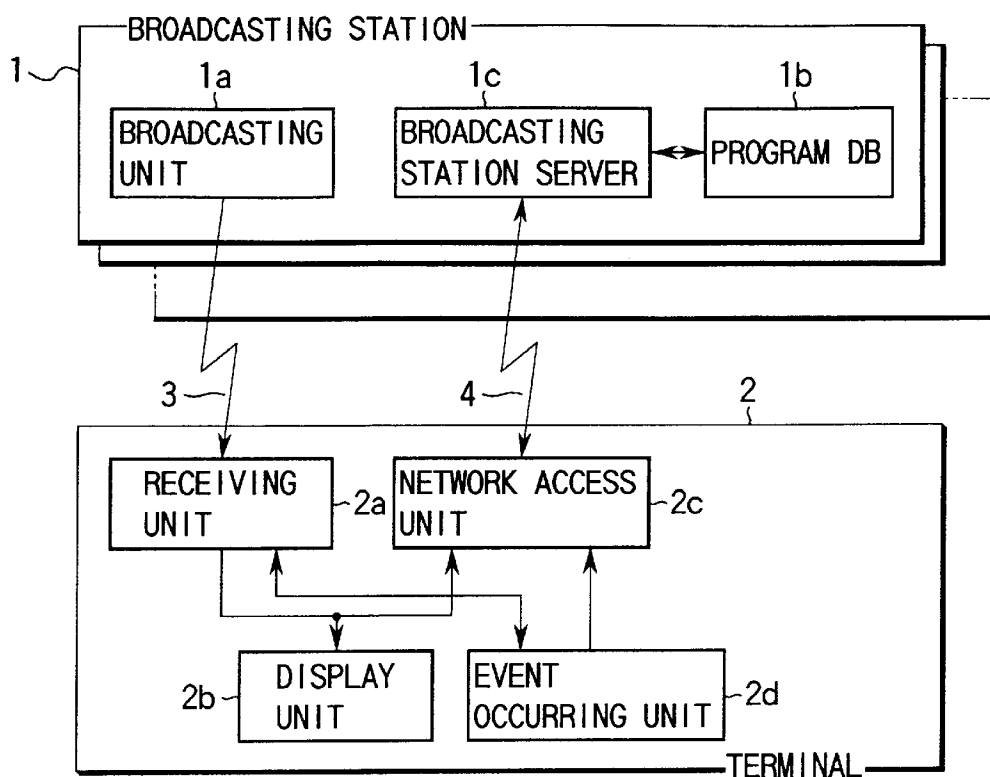 BROADCASTING STATION
1
1a
1c
1b
BROADCASTING
UNIT
BROADCASTING
STATION SERVER
PROGRAM DB
3
4
2
RECEIVING
UNIT
2a
NETWORK ACCESS
UNIT
2c
2b
DISPLAY
UNIT
EVENT
OCCURRING UNIT
2d
TERMINAL